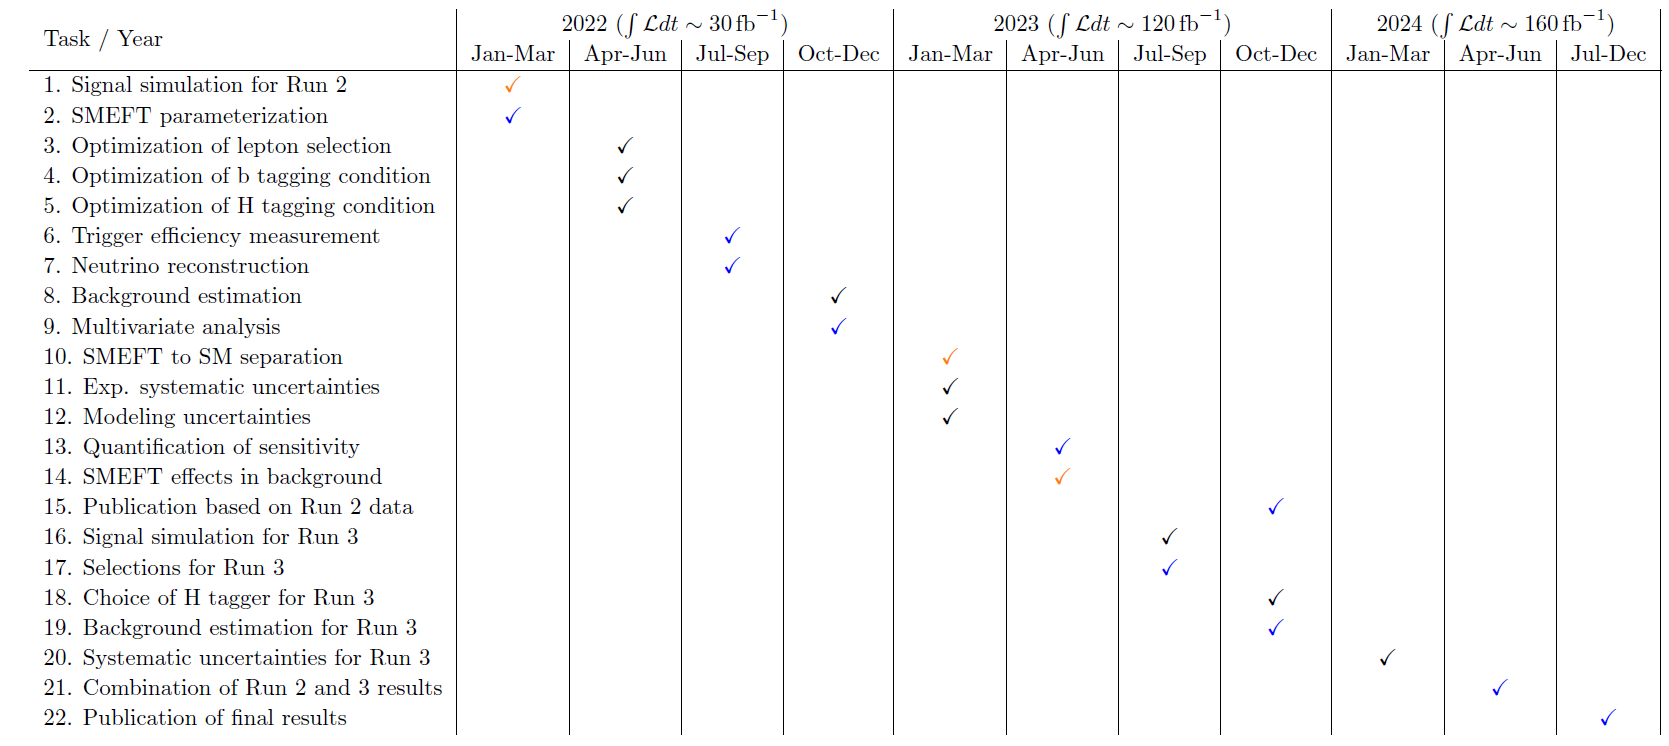 Task / Year 2022 (∫ ℒdt ∼ 30 fb⁻¹) 2023 (∫ ℒdt ∼ 120 fb⁻¹) 2024 (∫ ℒdt ∼ 160 fb⁻¹)
Jan-Mar Apr-Jun Jul-Sep Oct-Dec Jan-Mar Apr-Jun Jul-Sep Oct-Dec Jan-Mar Apr-Jun Jul-Dec
1. Signal simulation for Run 2 ✓
2. SMEFT parameterization ✓
3. Optimization of lepton selection ✓
4. Optimization of b tagging condition ✓
5. Optimization of H tagging condition ✓
6. Trigger efficiency measurement ✓
7. Neutrino reconstruction ✓
8. Background estimation ✓
9. Multivariate analysis ✓
10. SMEFT to SM separation ✓
11. Exp. systematic uncertainties ✓
12. Modeling uncertainties ✓
13. Quantification of sensitivity ✓
14. SMEFT effects in background ✓
15. Publication based on Run 2 data ✓
16. Signal simulation for Run 3 ✓
17. Selections for Run 3 ✓
18. Choice of H tagger for Run 3 ✓
19. Background estimation for Run 3 ✓
20. Systematic uncertainties for Run 3 ✓
21. Combination of Run 2 and 3 results ✓
22. Publication of final results ✓